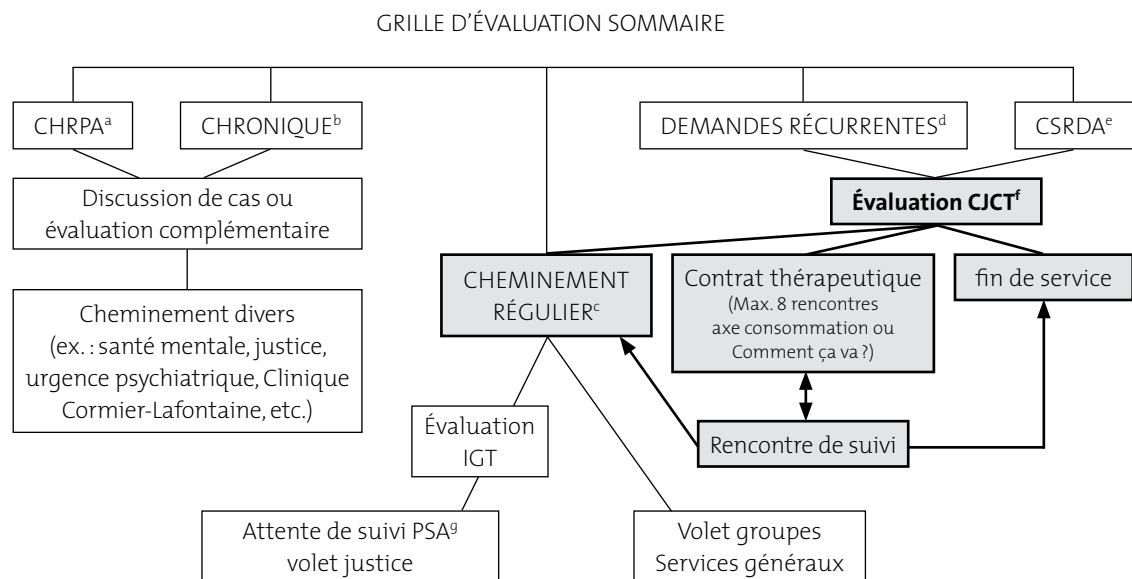 GRILLE D’ÉVALUATION SOMMAIRE
CHRPAᵃ
CHRONIQUEᵇ
DEMANDES RÉCURRENTESᵈ
CSRDAᵉ
Discussion de cas ou
évaluation complémentaire
Évaluation CJCTᶠ
Cheminement divers
(ex. : santé mentale, justice,
urgence psychiatrique, Clinique
Cormier-Lafontaine, etc.)
CHEMINEMENT
RÉGULIERᶜ
Contrat thérapeutique
(Max. 8 rencontres
axe consommation ou
Comment ça va ?)
fin de service
Évaluation
IGT
Rencontre de suivi
Attente de suivi PSAᵍ
volet justice
Volet groupes
Services généraux